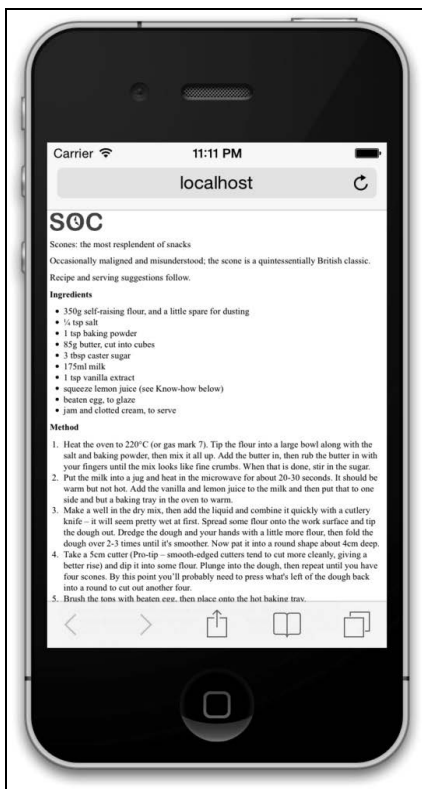 Carrier 11:11 PM
localhost
SOC
Scones: the most resplendent of snacks
Occasionally maligned and misunderstood; the scone is a quintessentially British classic.
Recipe and serving suggestions follow.
Ingredients
• 350g self-raising flour, and a little spare for dusting
• ¼ tsp salt
• 1 tsp baking powder
• 85g butter, cut into cubes
• 3 tbsp caster sugar
• 175ml milk
• 1 tsp vanilla extract
• squeeze lemon juice (see Know-how below)
• beaten egg, to glaze
• jam and clotted cream, to serve
Method
1. Heat the oven to 220°C (or gas mark 7). Tip the flour into a large bowl along with the
salt and baking powder, then mix it all up. Add the butter in, then rub the butter in with
your fingers until the mix looks like fine crumbs. When that is done, stir in the sugar.
2. Put the milk into a jug and heat in the microwave for about 20-30 seconds. It should be
warm but not hot. Add the vanilla and lemon juice to the milk and then put that to one
side and but a baking tray in the oven to warm.
3. Make a well in the dry mix, then add the liquid and combine it quickly with a cutlery
knife – it will seem pretty wet at first. Spread some flour onto the work surface and tip
the dough out. Dredge the dough and your hands with a little more flour, then fold the
dough over 2-3 times until it's smoother. Now pat it into a round shape about 4cm deep.
4. Take a 5cm cutter (Pro-tip – smooth-edged cutters tend to cut more cleanly, giving a
better rise) and dip it into some flour. Plunge into the dough, then repeat until you have
four scones. By this point you'll probably need to press what's left of the dough back
into a round to cut out another four.
5. Brush the tops with beaten egg, then place onto the hot baking tray.